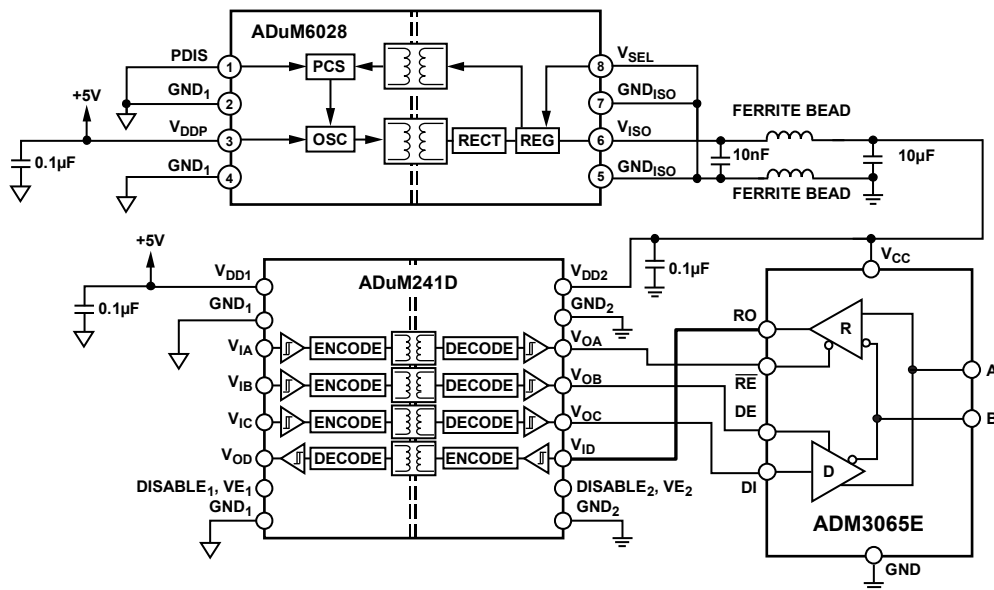 ADuM6028
PDIS
1
PCS
8
VSEL
GND1
2
7
GNDISO
+5V
FERRITE BEAD
VDDP
3
OSC
RECT
REG
6
VISO
0.1µF
10nF
10µF
GND1
4
5
GNDISO
FERRITE BEAD
+5V
VDD1
ADuM241D
VDD2
0.1µF
VCC
0.1µF
GND1
GND2
RO
R
VIA
ENCODE
DECODE
VOA
RE
A
VIB
ENCODE
DECODE
VOB
DE
B
VIC
ENCODE
DECODE
VOC
VOD
DECODE
ENCODE
VID
D
DI
DISABLE1, VE1
DISABLE2, VE2
GND1
GND2
ADM3065E
GND